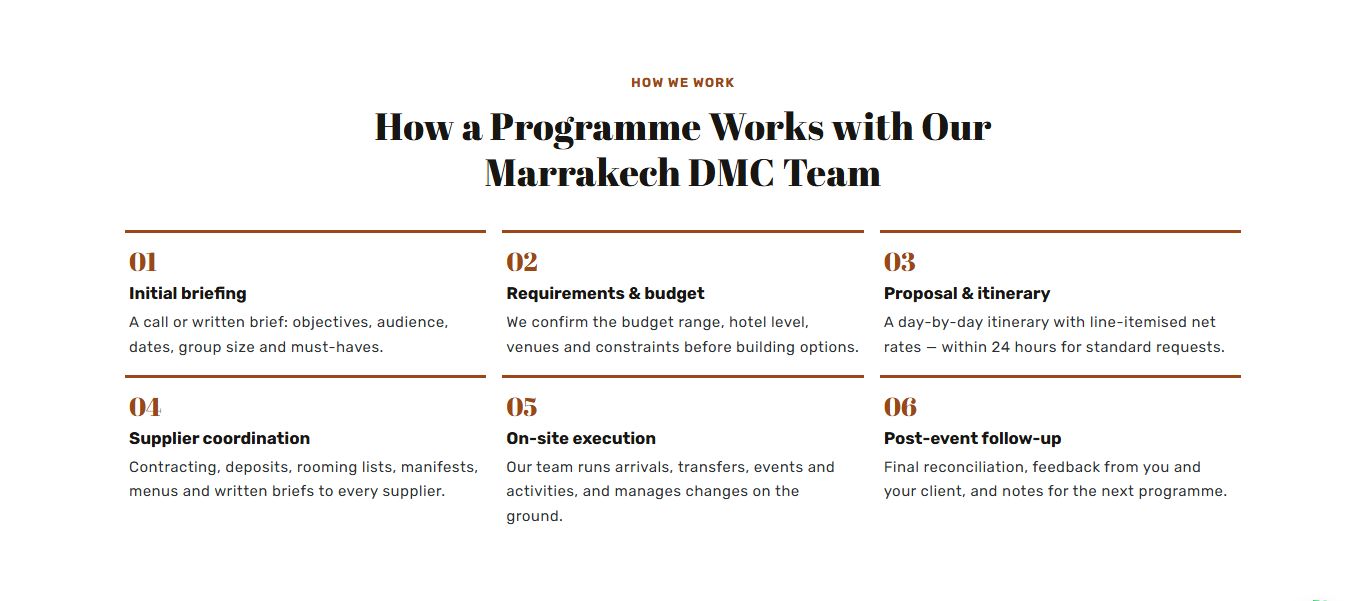 HOW WE WORK
How a Programme Works with Our
Marrakech DMC Team
01
Initial briefing
A call or written brief: objectives, audience,
dates, group size and must-haves.
02
Requirements & budget
We confirm the budget range, hotel level,
venues and constraints before building options.
03
Proposal & itinerary
A day-by-day itinerary with line-itemised net
rates — within 24 hours for standard requests.
04
Supplier coordination
Contracting, deposits, rooming lists, manifests,
menus and written briefs to every supplier.
05
On-site execution
Our team runs arrivals, transfers, events and
activities, and manages changes on the
ground.
06
Post-event follow-up
Final reconciliation, feedback from you and
your client, and notes for the next programme.